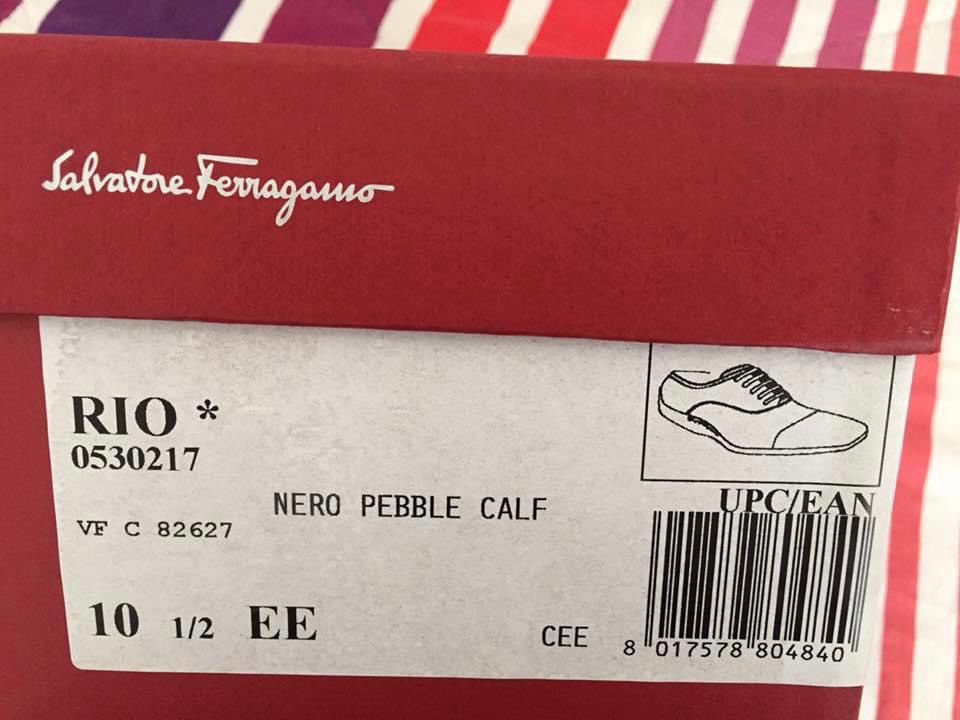 Salvatore Ferragamo
RIO *
0530217
NERO PEBBLE CALF
VF C 82627
10 1/2 EE
CEE
UPC/EAN
8 017578 804840